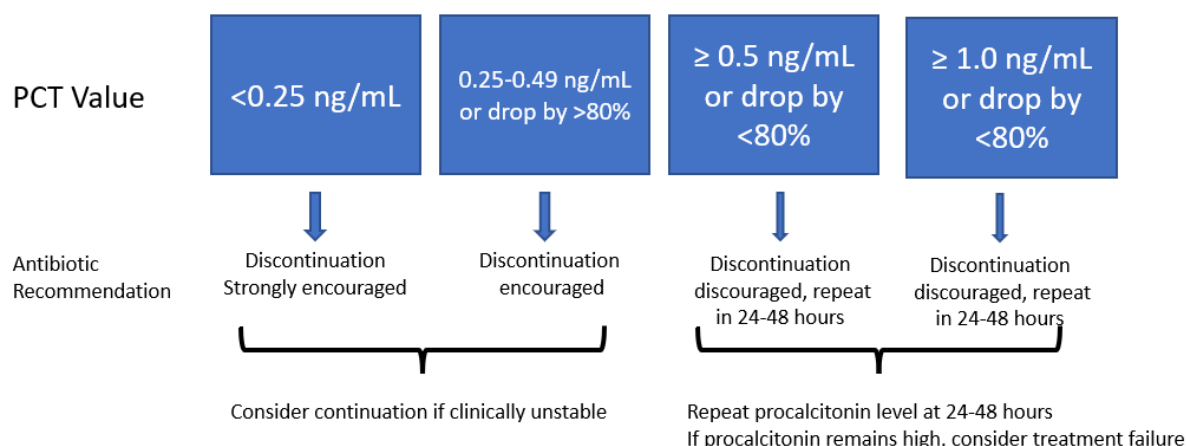 PCT Value
<0.25 ng/mL
0.25-0.49 ng/mL
or drop by >80%
≥ 0.5 ng/mL
or drop by
<80%
≥ 1.0 ng/mL
or drop by
<80%
Antibiotic
Recommendation
Discontinuation
Strongly encouraged
Discontinuation
encouraged
Discontinuation
discouraged, repeat
in 24-48 hours
Discontinuation
discouraged, repeat
in 24-48 hours
Consider continuation if clinically unstable
Repeat procalcitonin level at 24-48 hours
If procalcitonin remains high, consider treatment failure